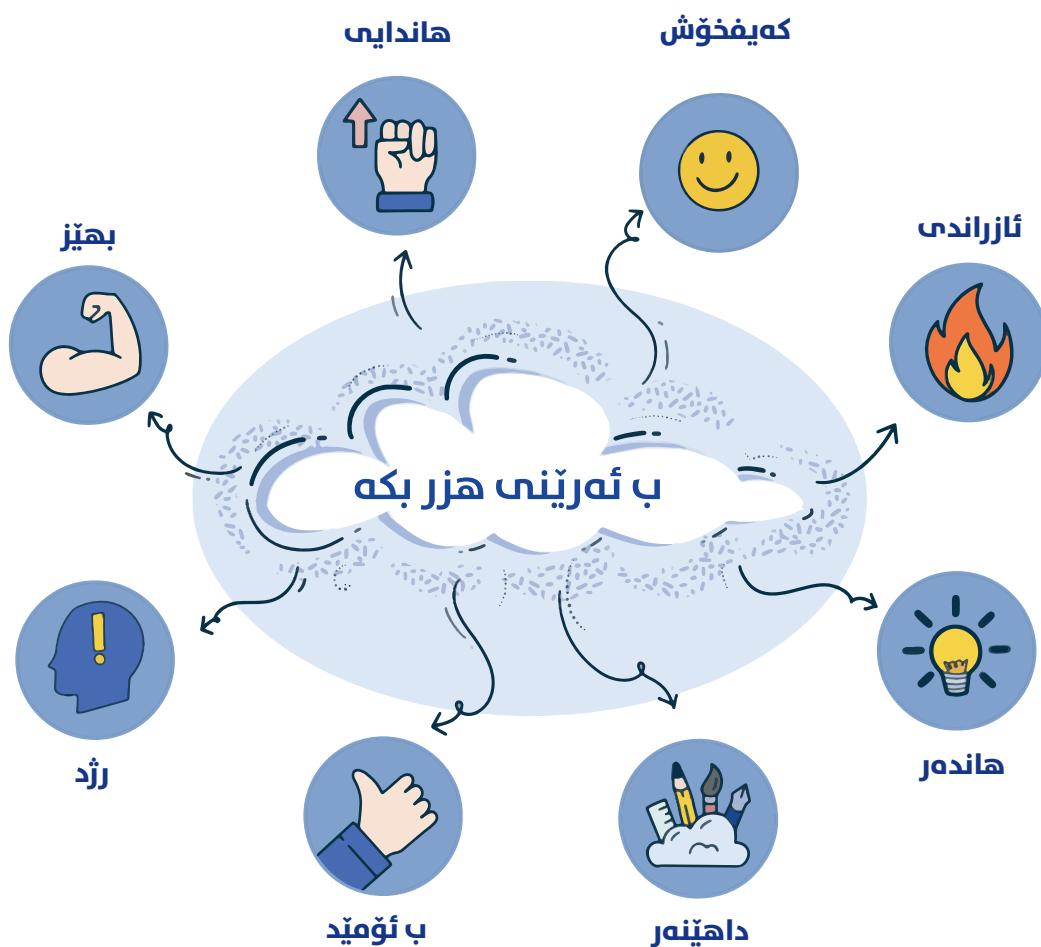 کەیفخۆش
هاندایی
ئازراندی
بهێز
ب ئەرێنی هزر بکە
هاندەر
رژد
داهێنەر
ب ئۆمێد